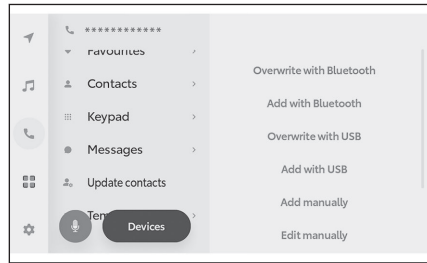 ************
Favourites
Contacts
Keypad
Messages
Update contacts
Devices
Overwrite with Bluetooth
Add with Bluetooth
Overwrite with USB
Add with USB
Add manually
Edit manually